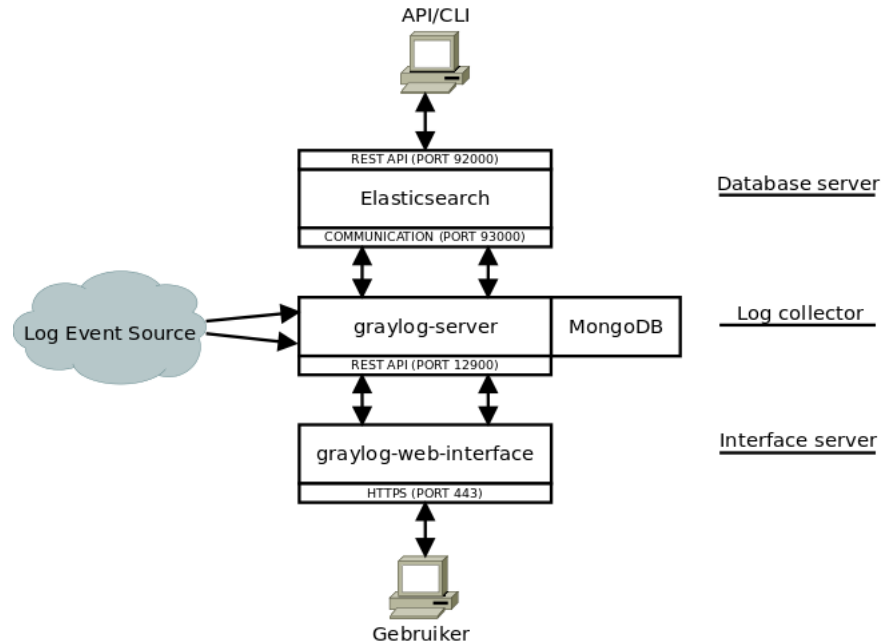 API/CLI
REST API (PORT 92000)
Elasticsearch
Database server
COMMUNICATION (PORT 93000)
Log Event Source
graylog-server
MongoDB
Log collector
REST API (PORT 12900)
graylog-web-interface
Interface server
HTTPS (PORT 443)
Gebruiker